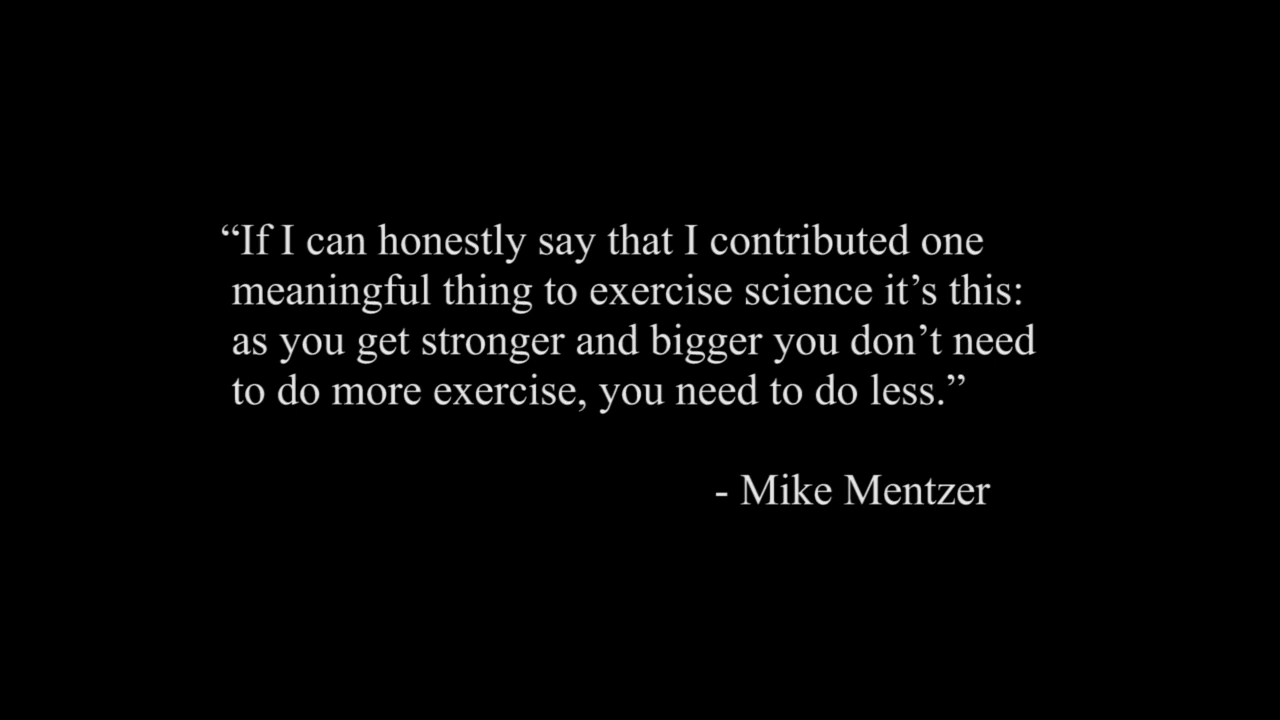 “If I can honestly say that I contributed one
meaningful thing to exercise science it’s this:
as you get stronger and bigger you don’t need
to do more exercise, you need to do less.”
- Mike Mentzer